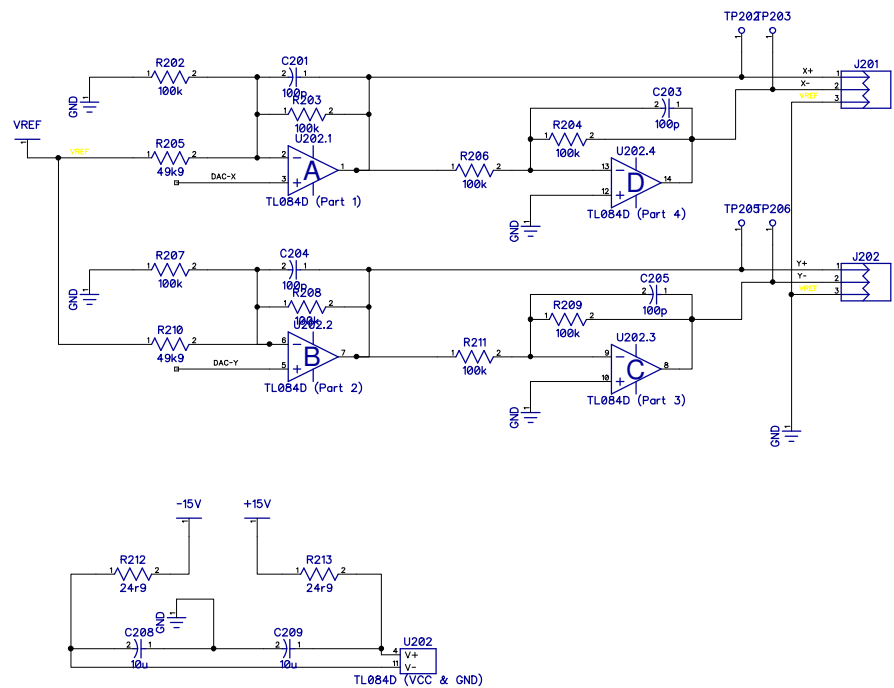 TP202 TP203
R202
100k
C201
100p
R203
100k
GND
C203
100p
X+
X-
VREF
J201
VREF
VREF
R205
49k9
DAC-X
U202.1
A
TL084D (Part 1)
R206
100k
R204
100k
U202.4
D
TL084D (Part 4)
GND
TP205 TP206
R207
100k
C204
100p
R208
100k
GND
C205
100p
Y+
Y-
VREF
J202
R210
49k9
DAC-Y
U202.2
B
TL084D (Part 2)
R211
100k
R209
100k
U202.3
C
TL084D (Part 3)
GND
GND
-15V
+15V
R212
24r9
R213
24r9
GND
C208
10u
C209
10u
U202
4 V+
11 V-
TL084D (VCC & GND)